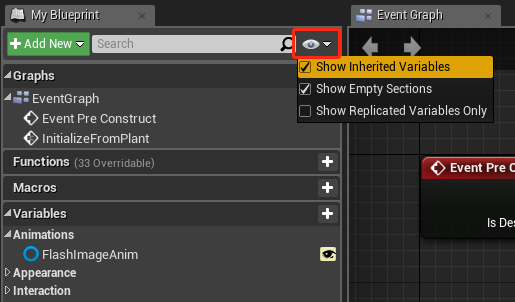 My Blueprint
Event Graph
Add New
Search
Show Inherited Variables
Show Empty Sections
Show Replicated Variables Only
Graphs
EventGraph
Event Pre Construct
InitializeFromPlant
Functions (33 Overridable)
Macros
Variables
Animations
FlashImageAnim
Appearance
Interaction
Event Pre C
Is Des